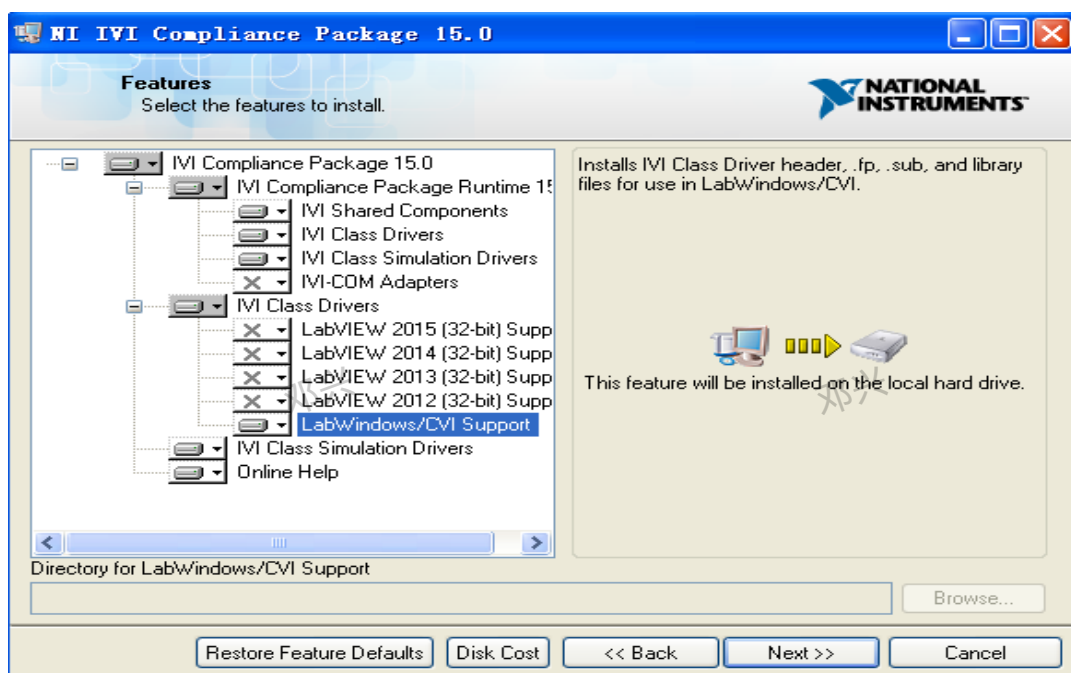 NI IVI Compliance Package 15.0
Features
Select the features to install.
NATIONAL
INSTRUMENTS
IVI Compliance Package 15.0
IVI Compliance Package Runtime 15
IVI Shared Components
IVI Class Drivers
IVI Class Simulation Drivers
IVI-COM Adapters
IVI Class Drivers
LabVIEW 2015 (32-bit) Supp
LabVIEW 2014 (32-bit) Supp
LabVIEW 2013 (32-bit) Supp
LabVIEW 2012 (32-bit) Supp
LabWindows/CVI Support
IVI Class Simulation Drivers
Online Help
Installs IVI Class Driver header, .fp, .sub, and library
files for use in LabWindows/CVI.
This feature will be installed on the local hard drive.
邓兴
邓兴
Directory for LabWindows/CVI Support
Browse...
Restore Feature Defaults
Disk Cost
<< Back
Next >>
Cancel